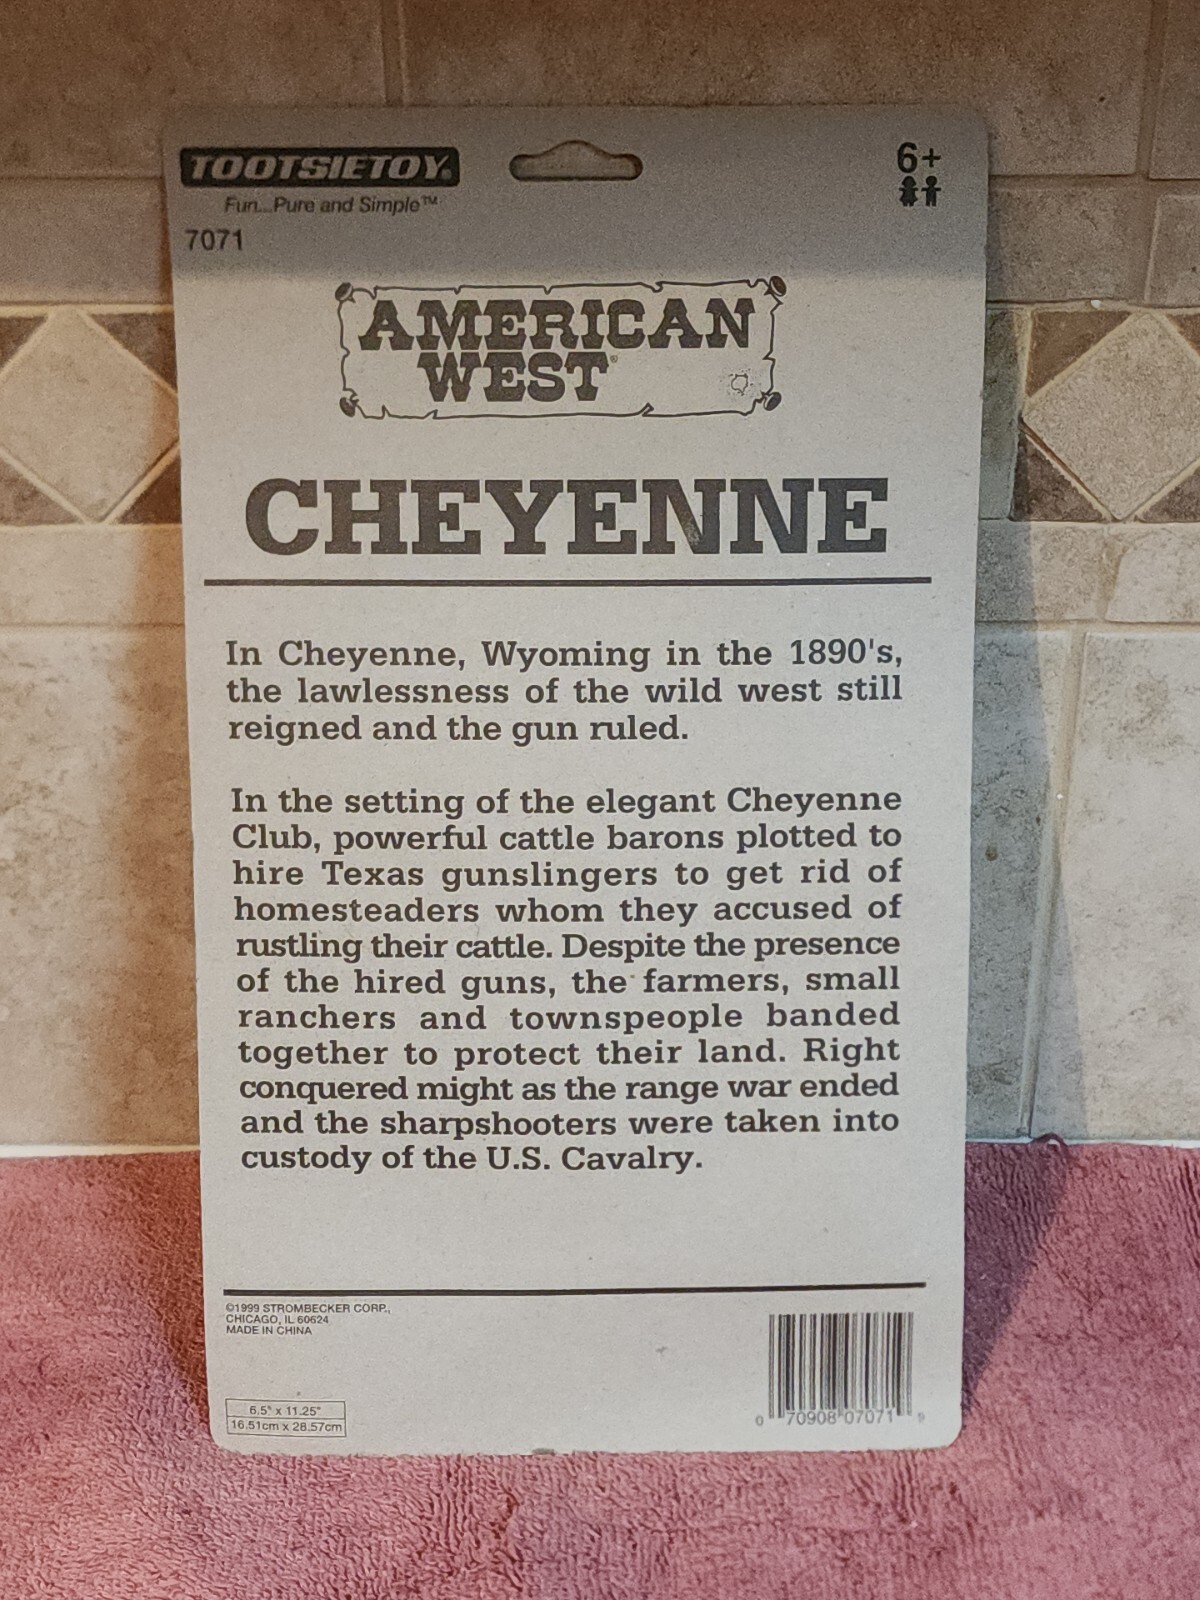 TOOTSIETOY®
Fun...Pure and Simple™
7071
6+
AMERICAN
WEST®
CHEYENNE
In Cheyenne, Wyoming in the 1890's,
the lawlessness of the wild west still
reigned and the gun ruled.
In the setting of the elegant Cheyenne
Club, powerful cattle barons plotted to
hire Texas gunslingers to get rid of
homesteaders whom they accused of
rustling their cattle. Despite the presence
of the hired guns, the farmers, small
ranchers and townspeople banded
together to protect their land. Right
conquered might as the range war ended
and the sharpshooters were taken into
custody of the U.S. Cavalry.
©1999 STROMBECKER CORP.,
CHICAGO, IL 60624
MADE IN CHINA
6.5" x 11.25"
16.51cm x 28.57cm
0 70908 07071 9